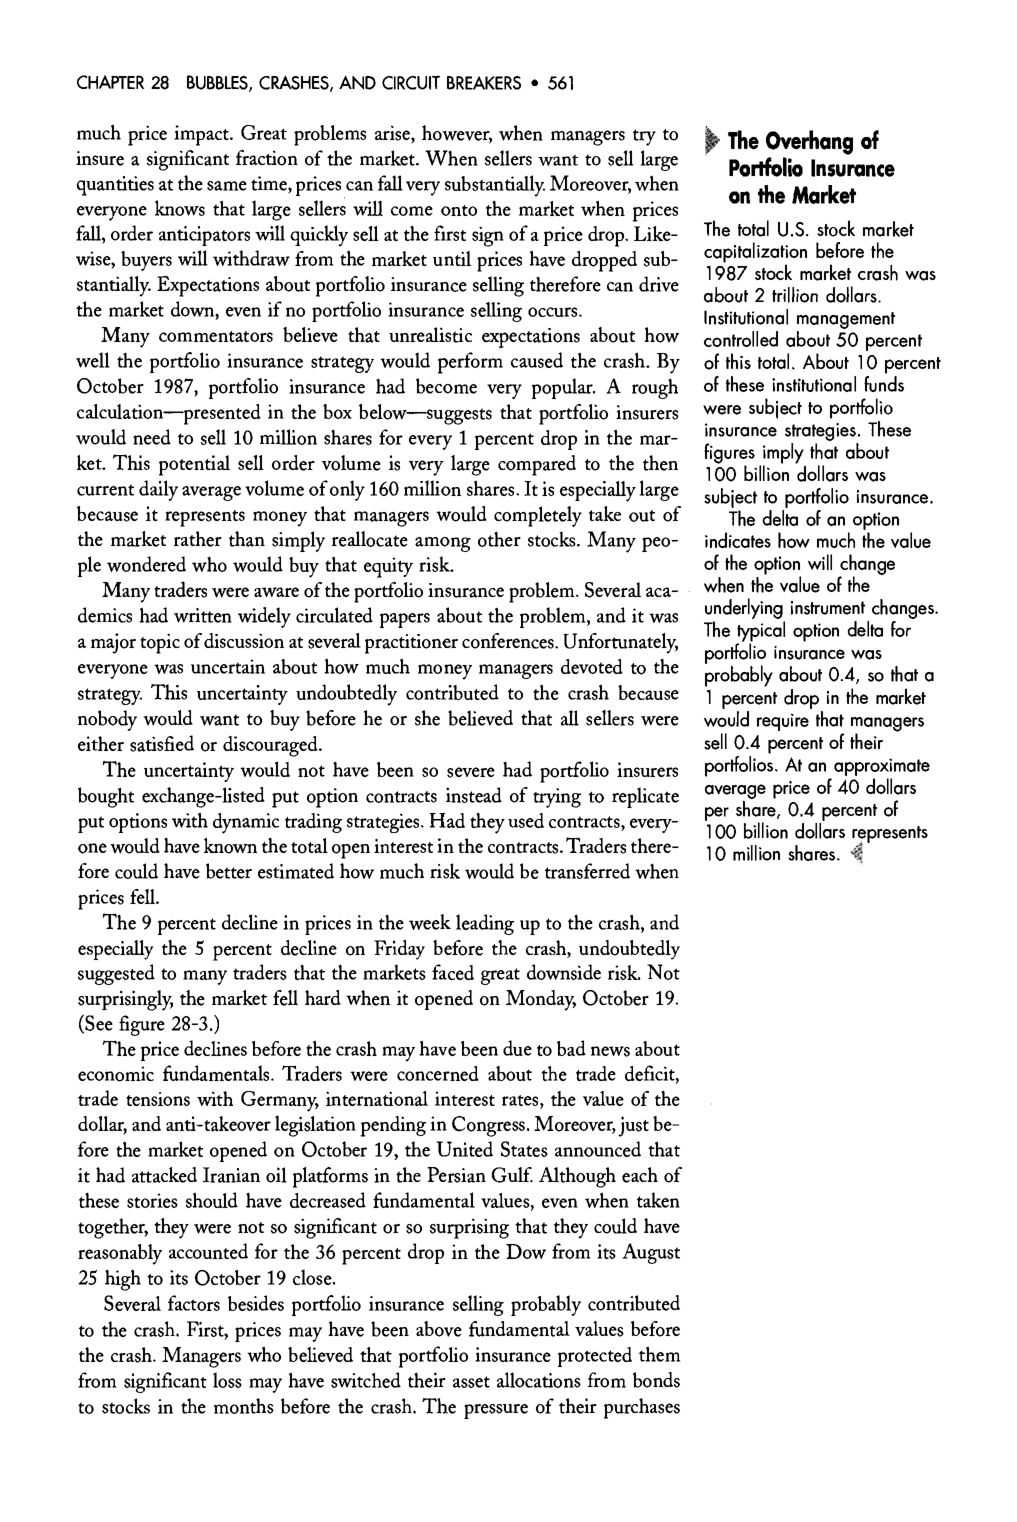 CHAPTER 28 BUBBLES, CRASHES, AND CIRCUIT BREAKERS • 561
much price impact. Great problems arise, however, when managers try to
insure a significant fraction of the market. When sellers want to sell large
quantities at the same time, prices can fall very substantially. Moreover, when
everyone knows that large sellers will come onto the market when prices
fall, order anticipators will quickly sell at the first sign of a price drop. Like-
wise, buyers will withdraw from the market until prices have dropped sub-
stantially. Expectations about portfolio insurance selling therefore can drive
the market down, even if no portfolio insurance selling occurs.
Many commentators believe that unrealistic expectations about how
well the portfolio insurance strategy would perform caused the crash. By
October 1987, portfolio insurance had become very popular. A rough
calculation—presented in the box below—suggests that portfolio insurers
would need to sell 10 million shares for every 1 percent drop in the mar-
ket. This potential sell order volume is very large compared to the then
current daily average volume of only 160 million shares. It is especially large
because it represents money that managers would completely take out of
the market rather than simply reallocate among other stocks. Many peo-
ple wondered who would buy that equity risk.
Many traders were aware of the portfolio insurance problem. Several aca-
demics had written widely circulated papers about the problem, and it was
a major topic of discussion at several practitioner conferences. Unfortunately,
everyone was uncertain about how much money managers devoted to the
strategy. This uncertainty undoubtedly contributed to the crash because
nobody would want to buy before he or she believed that all sellers were
either satisfied or discouraged.
The uncertainty would not have been so severe had portfolio insurers
bought exchange-listed put option contracts instead of trying to replicate
put options with dynamic trading strategies. Had they used contracts, every-
one would have known the total open interest in the contracts. Traders there-
fore could have better estimated how much risk would be transferred when
prices fell.
The 9 percent decline in prices in the week leading up to the crash, and
especially the 5 percent decline on Friday before the crash, undoubtedly
suggested to many traders that the markets faced great downside risk. Not
surprisingly, the market fell hard when it opened on Monday, October 19.
(See figure 28-3.)
The price declines before the crash may have been due to bad news about
economic fundamentals. Traders were concerned about the trade deficit,
trade tensions with Germany, international interest rates, the value of the
dollar, and anti-takeover legislation pending in Congress. Moreover, just be-
fore the market opened on October 19, the United States announced that
it had attacked Iranian oil platforms in the Persian Gulf. Although each of
these stories should have decreased fundamental values, even when taken
together, they were not so significant or so surprising that they could have
reasonably accounted for the 36 percent drop in the Dow from its August
25 high to its October 19 close.
Several factors besides portfolio insurance selling probably contributed
to the crash. First, prices may have been above fundamental values before
the crash. Managers who believed that portfolio insurance protected them
from significant loss may have switched their asset allocations from bonds
to stocks in the months before the crash. The pressure of their purchases
The Overhang of
Portfolio Insurance
on the Market
The total U.S. stock market
capitalization before the
1987 stock market crash was
about 2 trillion dollars.
Institutional management
controlled about 50 percent
of this total. About 10 percent
of these institutional funds
were subject to portfolio
insurance strategies. These
figures imply that about
100 billion dollars was
subject to portfolio insurance.
The delta of an option
indicates how much the value
of the option will change
when the value of the
underlying instrument changes.
The typical option delta for
portfolio insurance was
probably about 0.4, so that a
1 percent drop in the market
would require that managers
sell 0.4 percent of their
portfolios. At an approximate
average price of 40 dollars
per share, 0.4 percent of
100 billion dollars represents
10 million shares.